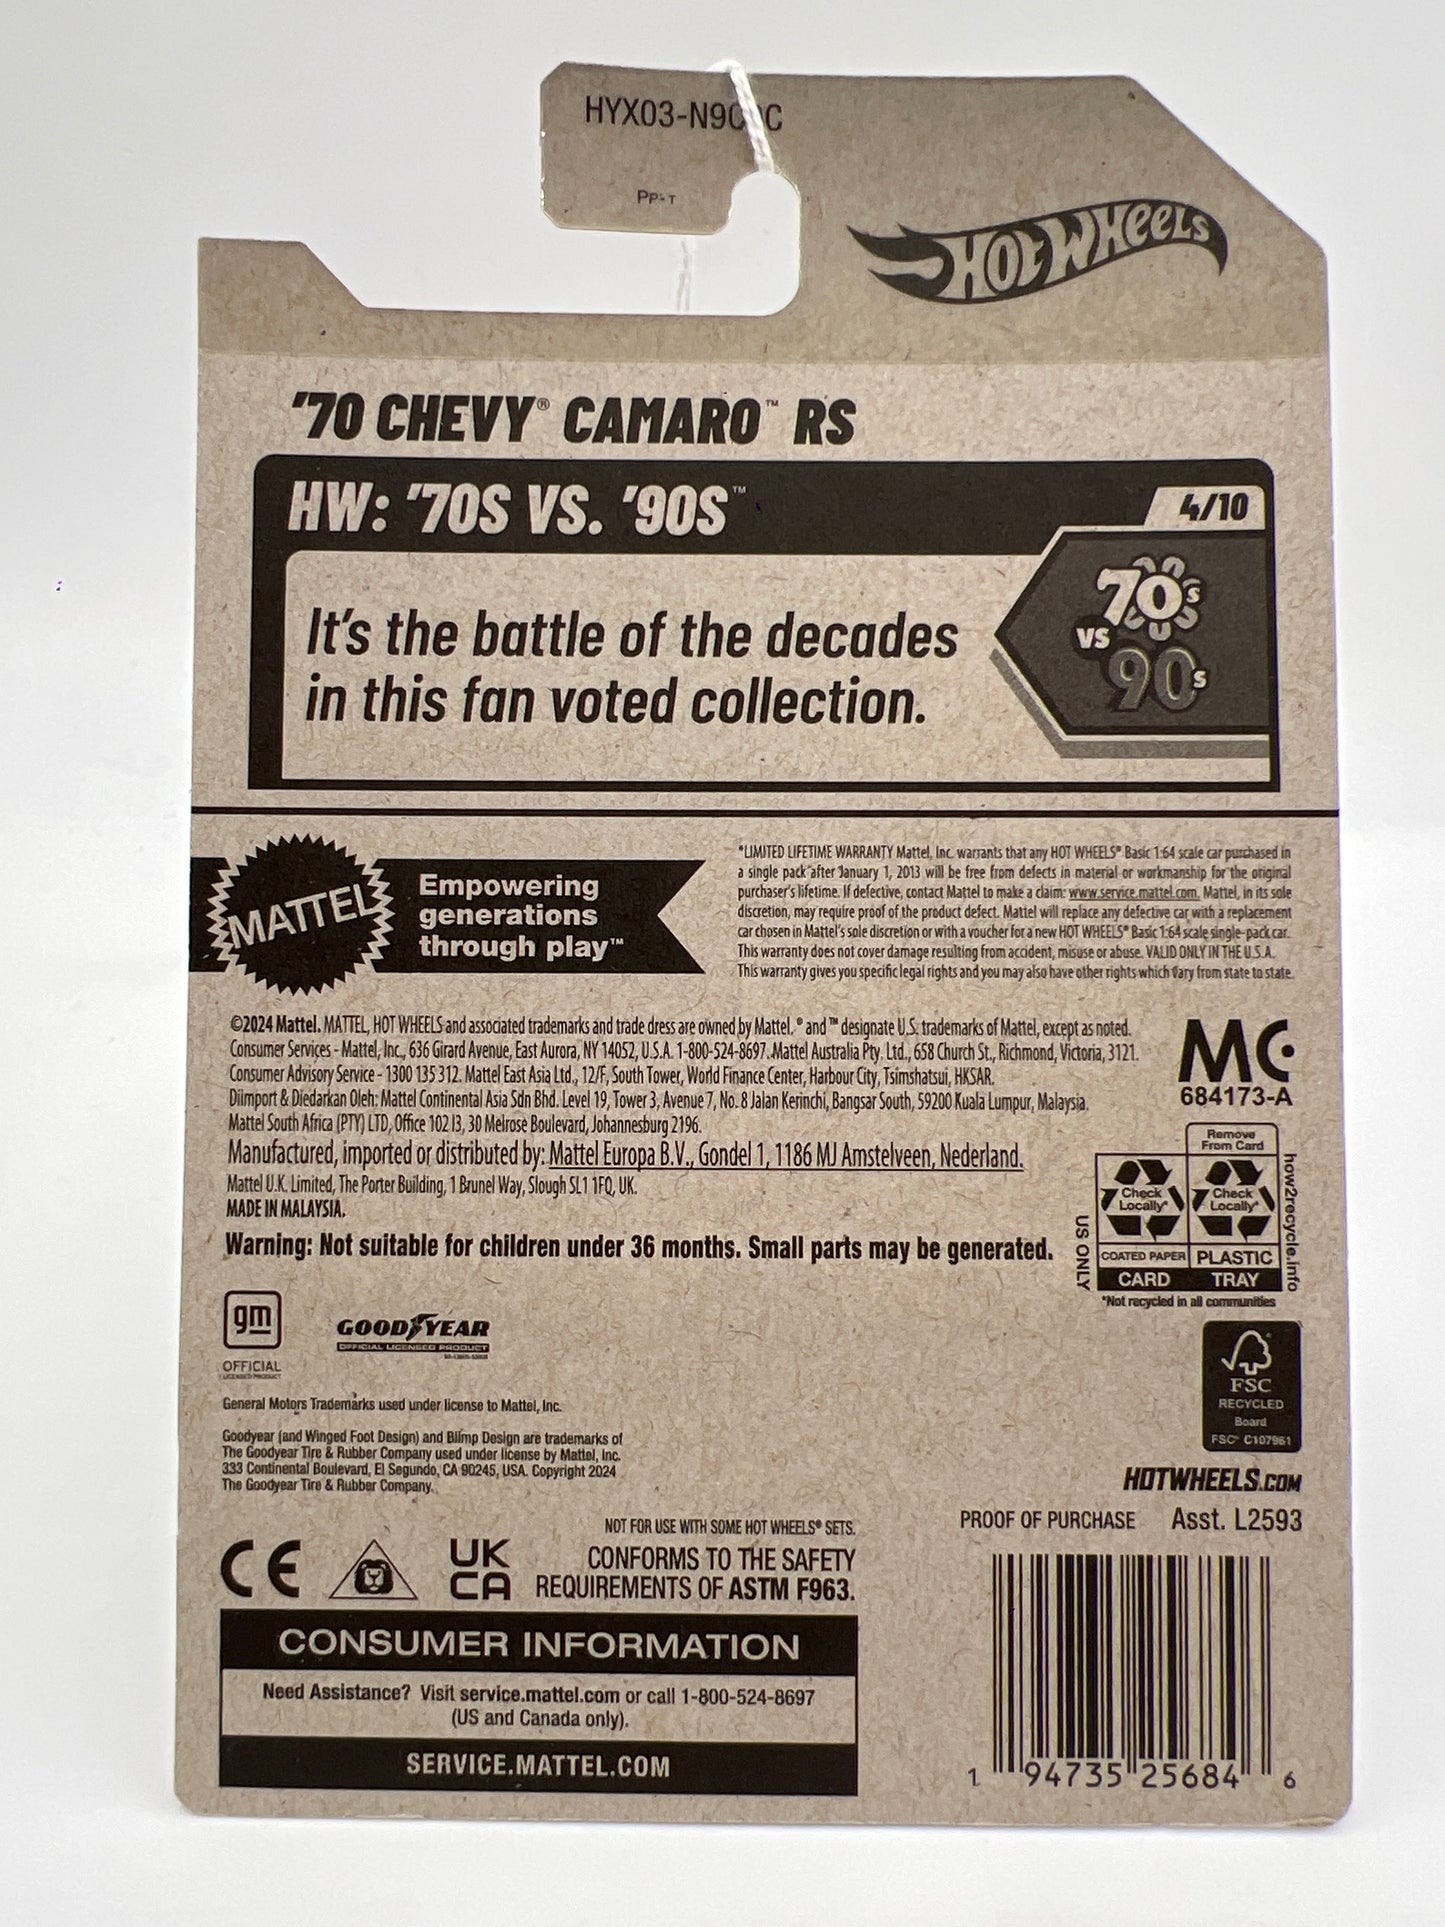 Pp-T
HOT WHEELS
'70 CHEVY® CAMARO™ RS
HW: '70S VS. '90S™
4/10
It's the battle of the decades
in this fan voted collection.
70s
vs
90s
MATTEL
Empowering
generations
through play™
*LIMITED LIFETIME WARRANTY Mattel, Inc. warrants that any HOT WHEELS® Basic 1:64 scale car purchased in
a single pack after January 1, 2013 will be free from defects in material or workmanship for the original
purchaser's lifetime. If defective, contact Mattel to make a claim: www.service.mattel.com. Mattel, in its sole
discretion, may require proof of the product defect. Mattel will replace any defective car with a replacement
car chosen in Mattel's sole discretion or with a voucher for a new HOT WHEELS® Basic 1:64 scale single-pack car.
This warranty does not cover damage resulting from accident, misuse or abuse. VALID ONLY IN THE U.S.A.
This warranty gives you specific legal rights and you may also have other rights which vary from state to state.
©2024 Mattel. MATTEL, HOT WHEELS and associated trademarks and trade dress are owned by Mattel. ® and ™ designate U.S. trademarks of Mattel, except as noted.
Consumer Services - Mattel, Inc., 636 Girard Avenue, East Aurora, NY 14052, U.S.A. 1-800-524-8697. Mattel Australia Pty. Ltd., 658 Church St., Richmond, Victoria, 3121.
Consumer Advisory Service - 1300 135 312. Mattel East Asia Ltd., 12/F, South Tower, World Finance Center, Harbour City, Tsimshatsui, HKSAR.
Diimport & Diedarkan Oleh: Mattel Continental Asia Sdn Bhd. Level 19, Tower 3, Avenue 7, No. 8 Jalan Kerinchi, Bangsar South, 59200 Kuala Lumpur, Malaysia.
Mattel South Africa (PTY) LTD, Office 102 I3, 30 Melrose Boulevard, Johannesburg 2196.
Manufactured, imported or distributed by: Mattel Europa B.V., Gondel 1, 1186 MJ Amstelveen, Nederland.
Mattel U.K. Limited, The Porter Building, 1 Brunel Way, Slough SL1 1FQ, UK.
MADE IN MALAYSIA.
Warning: Not suitable for children under 36 months. Small parts may be generated.
MC
684173-A
Remove
From Card
Check
Locally*
Check
Locally*
COATED PAPER
PLASTIC
CARD
TRAY
US ONLY
how2recycle.info
*Not recycled in all communities
gm
OFFICIAL
LICENSED PRODUCT
GOODYEAR
OFFICIAL LICENSED PRODUCT
FSC
RECYCLED
Board
FSC® C107961
General Motors Trademarks used under license to Mattel, Inc.
Goodyear (and Winged Foot Design) and Blimp Design are trademarks of
The Goodyear Tire & Rubber Company used under license by Mattel, Inc.
333 Continental Boulevard, El Segundo, CA 90245, USA. Copyright 2024
The Goodyear Tire & Rubber Company.
HOTWHEELS.COM
PROOF OF PURCHASE Asst. L2593
NOT FOR USE WITH SOME HOT WHEELS® SETS.
CE
UK
CA
CONFORMS TO THE SAFETY
REQUIREMENTS OF ASTM F963.
CONSUMER INFORMATION
Need Assistance? Visit service.mattel.com or call 1-800-524-8697
(US and Canada only).
SERVICE.MATTEL.COM
1 94735 25684 6